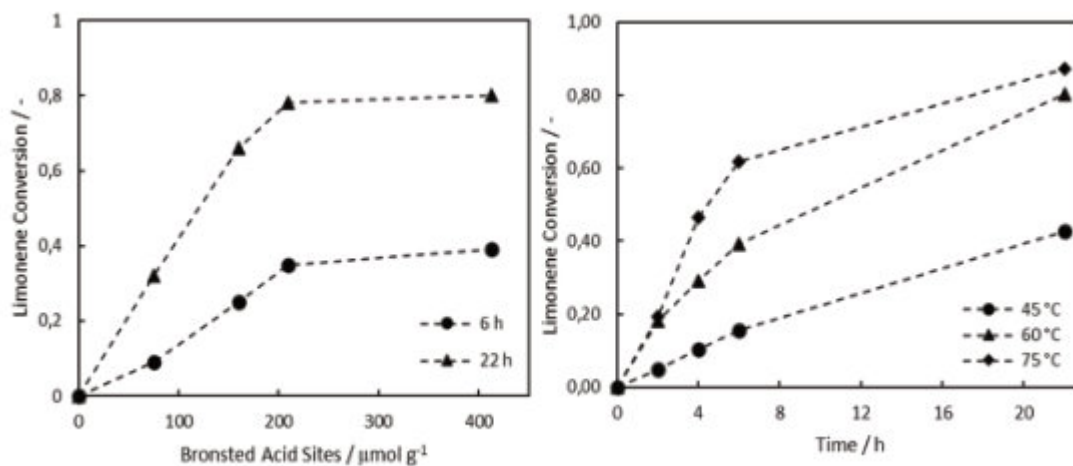 1
0,8
0,6
0,4
0,2
0
Limonene Conversion / -
6 h
22 h
0 100 200 300 400
Bronsted Acid Sites / μmol g-1
1,00
0,80
0,60
0,40
0,20
0,00
Limonene Conversion / -
45 °C
60 °C
75 °C
0 4 8 12 16 20
Time / h